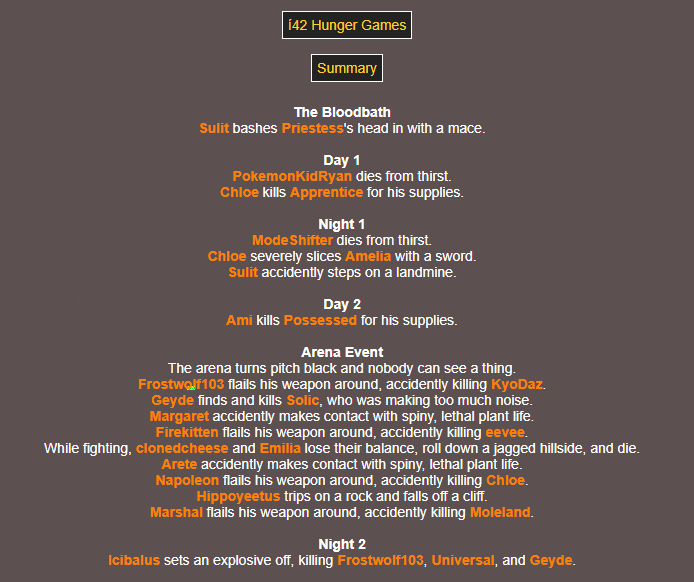 í42 Hunger Games
Summary
The Bloodbath
Sulit bashes Priestess's head in with a mace.
Day 1
PokemonKidRyan dies from thirst.
Chloe kills Apprentice for his supplies.
Night 1
ModeShifter dies from thirst.
Chloe severely slices Amelia with a sword.
Sulit accidently steps on a landmine.
Day 2
Ami kills Possessed for his supplies.
Arena Event
The arena turns pitch black and nobody can see a thing.
Frostwolf103 flails his weapon around, accidently killing KyoDaz.
Geyde finds and kills Solic, who was making too much noise.
Margaret accidently makes contact with spiny, lethal plant life.
Firekitten flails his weapon around, accidently killing eevee.
While fighting, clonedcheese and Emilia lose their balance, roll down a jagged hillside, and die.
Arete accidently makes contact with spiny, lethal plant life.
Napoleon flails his weapon around, accidently killing Chloe.
Hippoyeetus trips on a rock and falls off a cliff.
Marshal flails his weapon around, accidently killing Moleland.
Night 2
Icibalus sets an explosive off, killing Frostwolf103, Universal, and Geyde.